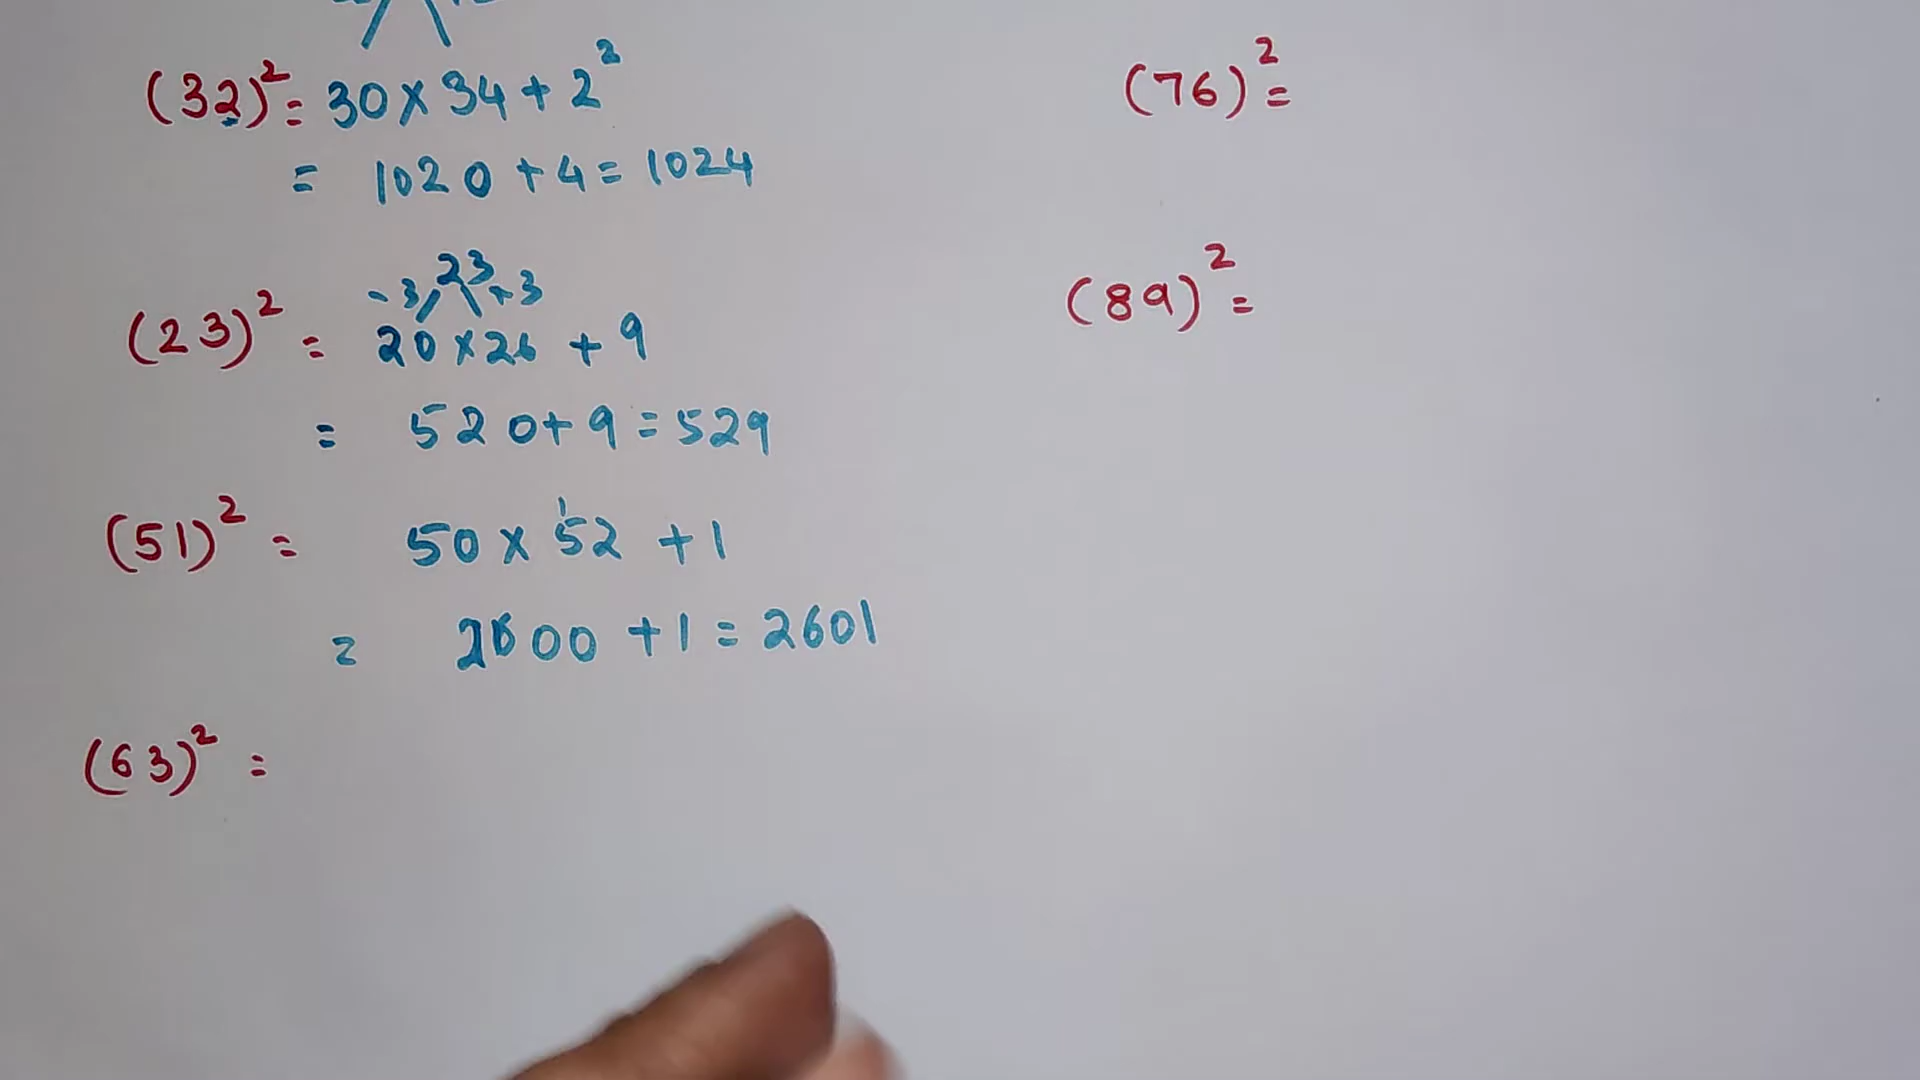 (32)² = 30 × 34 + 2²
= 1020 + 4 = 1024
23
-3 +3
(23)² = 20 × 26 + 9
= 520 + 9 = 529
1
(51)² = 50 × 52 + 1
= 2600 + 1 = 2601
(63)² =
(76)² =
(89)² =